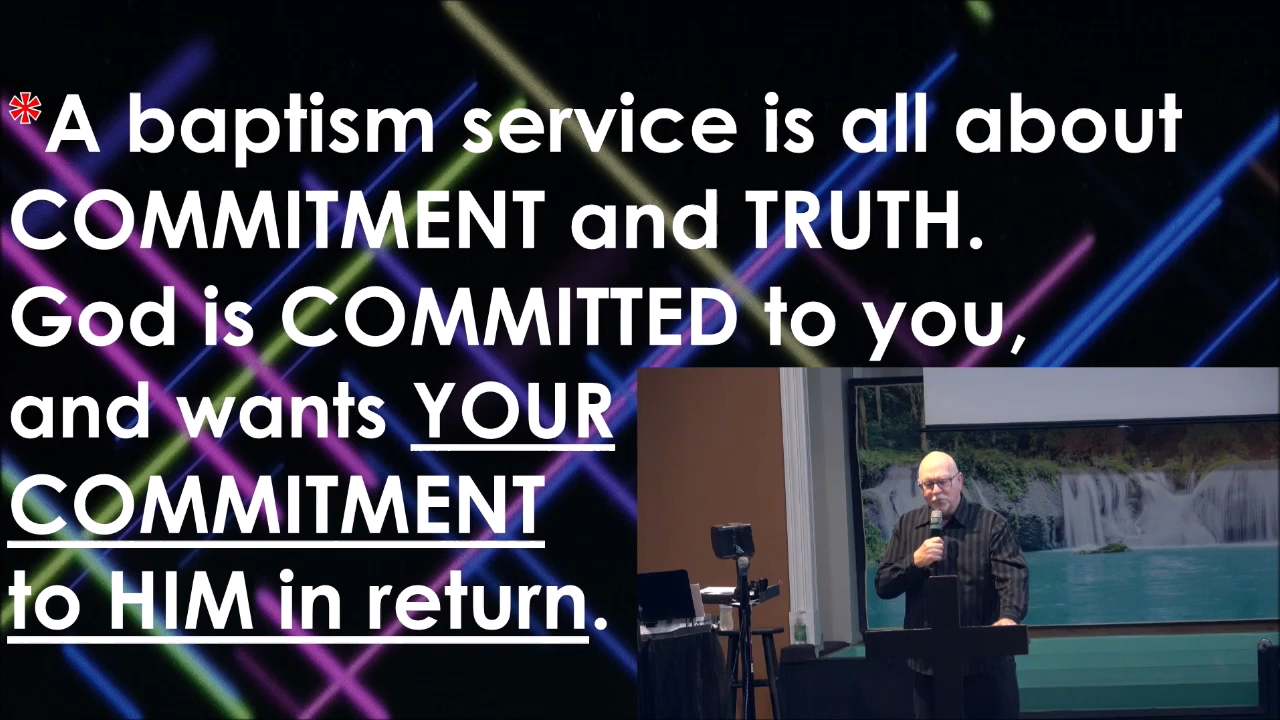 *A baptism service is all about
COMMITMENT and TRUTH.
God is COMMITTED to you,
and wants YOUR
COMMITMENT
to HIM in return.